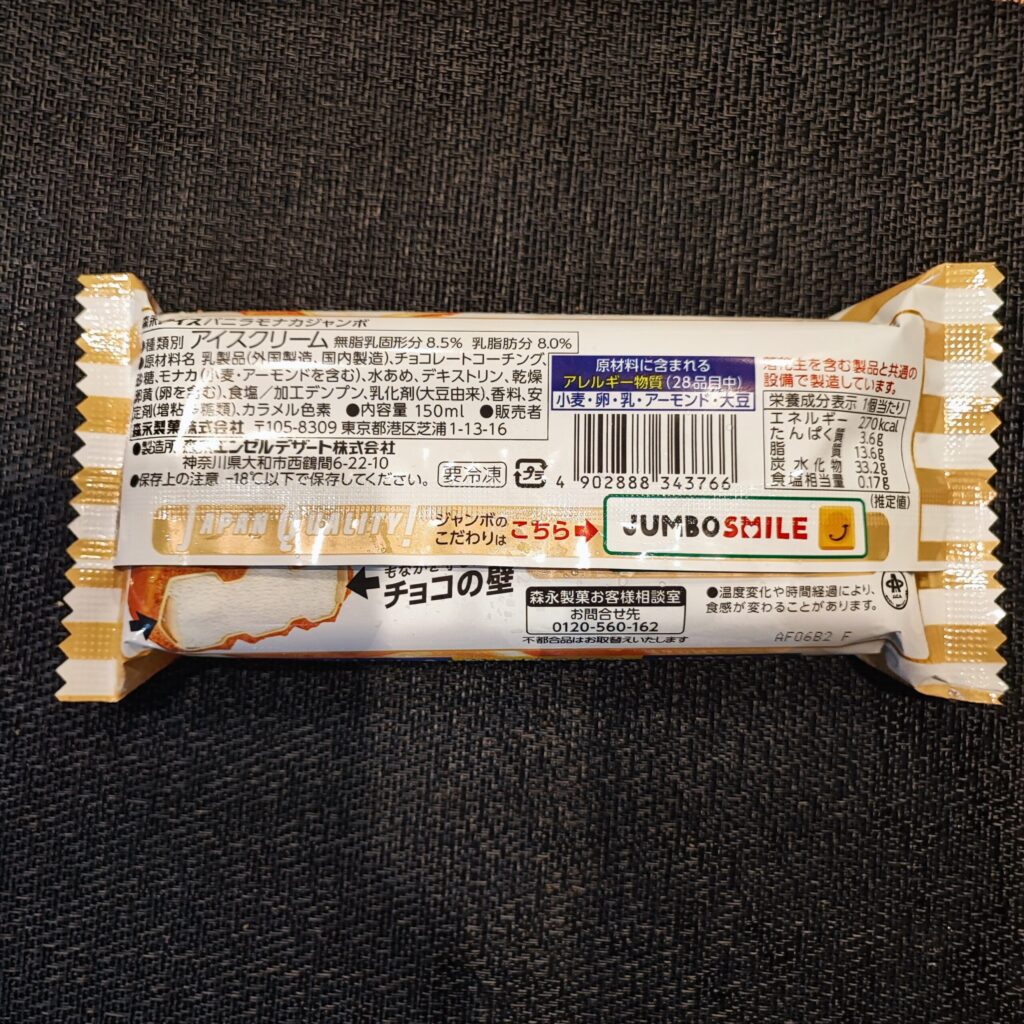 森永アイス バニラモナカジャンボ
●種類別 アイスクリーム 無脂乳固形分 8.5% 乳脂肪分 8.0%
●原材料名 乳製品(外国製造、国内製造)、チョコレートコーチング、
砂糖、モナカ(小麦・アーモンドを含む)、水あめ、デキストリン、乾燥
卵黄(卵を含む)、食塩/加工デンプン、乳化剤(大豆由来)、香料、安
定剤(増粘多糖類)、カラメル色素 ●内容量 150ml ●販売者
森永製菓株式会社 〒105-8309 東京都港区芝浦1-13-16
●製造所 森永エンゼルデザート株式会社
神奈川県大和市西鶴間6-22-10
●保存上の注意 -18℃以下で保存してください。
要冷凍
プラ
原材料に含まれる
アレルギー物質(28品目中)
小麦・卵・乳・アーモンド・大豆
4 902888 343766
落花生を含む製品と共通の
設備で製造しています。
栄養成分表示 1個当たり
エネルギー 270kcal
たんぱく質 3.6g
脂質 13.6g
炭水化物 33.2g
食塩相当量 0.17g
(推定値)
JAPAN QUALITY!
ジャンボの
こだわりは
こちら
JUMBO SMILE
チョコの壁
森永製菓お客様相談室
お問合せ先
0120-560-162
不都合品はお取替えいたします
●温度変化や時間経過により、
食感が変わることがあります。
AF06B2 F